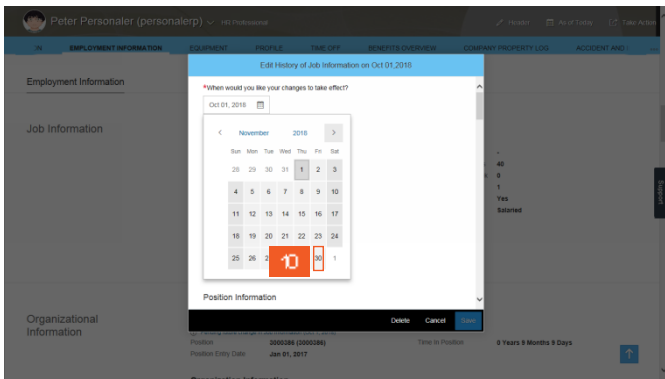 Peter Personaler (personalerp) HR Professional
Header As of Today Take Action
IN EMPLOYMENT INFORMATION EQUIPMENT PROFILE TIME OFF BENEFITS OVERVIEW COMPANY PROPERTY LOG ACCIDENT AND
Edit History of Job Information on Oct 01,2018
Employment Information
*When would you like your changes to take effect?
Oct 01, 2018
Job Information
November 2018
Sun Mon Tue Wed Thu Fri Sat
28 29 30 31 1 2 3
4 5 6 7 8 9 10
11 12 13 14 15 16 17
18 19 20 21 22 23 24
25 26 2 10 30 1
-
40
0
1
Yes
Salaried
Support
Position Information
Delete Cancel Save
Organizational
Information
Position 3000386 (3000386) Time in Position 0 Years 9 Months 9 Days
Position Entry Date Jan 01, 2017